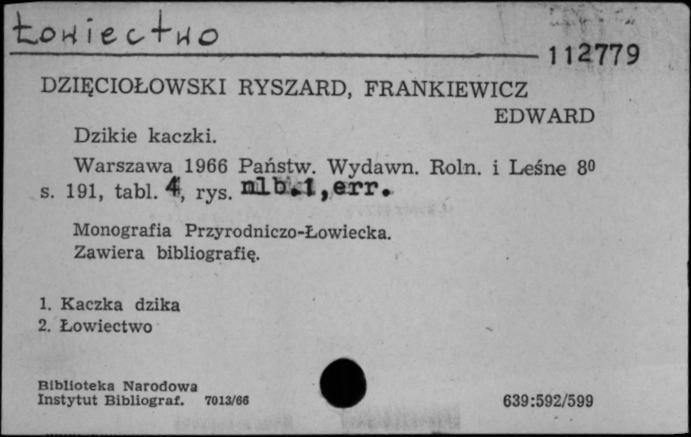 Łowiectwo
112779
DZIĘCIOŁOWSKI RYSZARD, FRANKIEWICZ
EDWARD
Dzikie kaczki.
Warszawa 1966 Państw. Wydawn. Roln. i Leśne 8⁰
s. 191, tabl. 4, rys. nlb.1, err.
Monografia Przyrodniczo-Łowiecka.
Zawiera bibliografię.
1. Kaczka dzika
2. Łowiectwo
Biblioteka Narodowa
Instytut Bibliograf. 7013/66
639:592/599